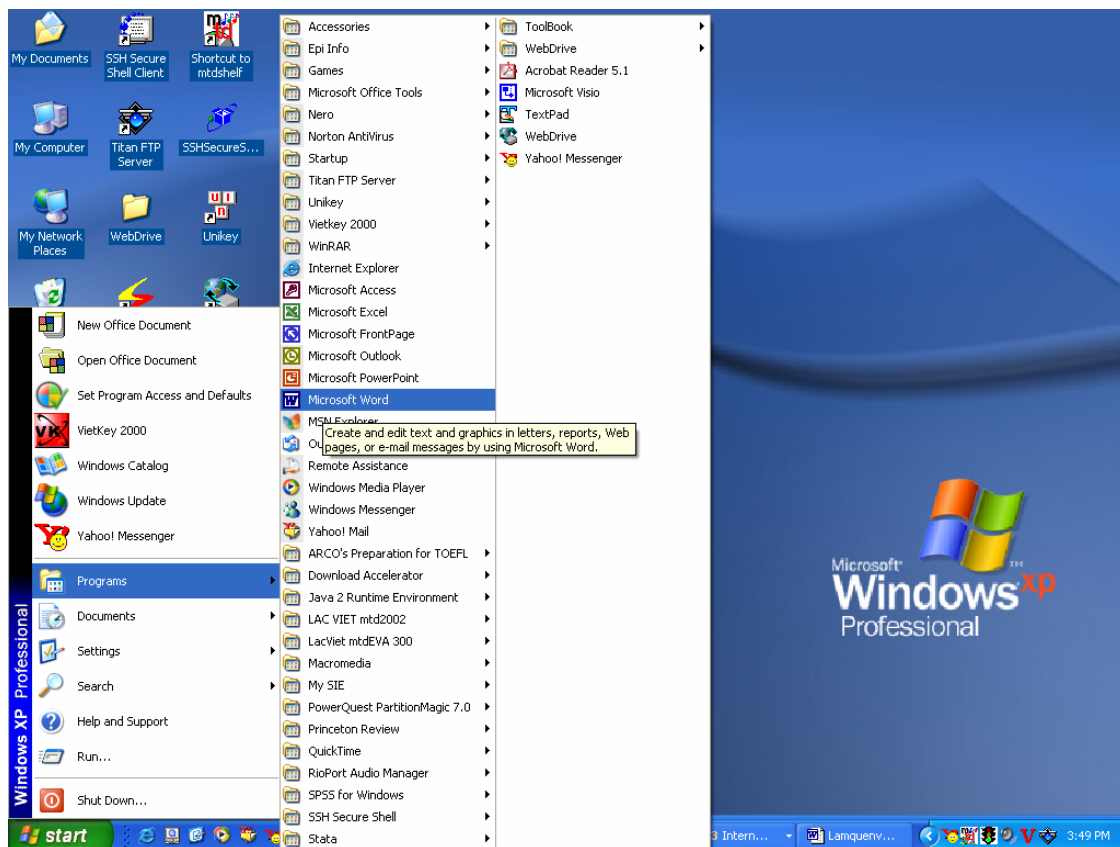 My Documents
SSH Secure
Shell Client
Shortcut to
mtdshelf
My Computer
Titan FTP
Server
SSHSecureS...
My Network
Places
WebDrive
Unikey
New Office Document
Open Office Document
Set Program Access and Defaults
VietKey 2000
Windows Catalog
Windows Update
Yahoo! Messenger
Programs
Documents
Settings
Search
Help and Support
Run...
Shut Down...
Windows XP Professional
start
Accessories
Epi Info
Games
Microsoft Office Tools
Nero
Norton AntiVirus
Startup
Titan FTP Server
Unikey
Vietkey 2000
WinRAR
Internet Explorer
Microsoft Access
Microsoft Excel
Microsoft FrontPage
Microsoft Outlook
Microsoft PowerPoint
Microsoft Word
MSN Explorer
Create and edit text and graphics in letters, reports, Web
pages, or e-mail messages by using Microsoft Word.
Remote Assistance
Windows Media Player
Windows Messenger
Yahoo! Mail
ARCO's Preparation for TOEFL
Download Accelerator
Java 2 Runtime Environment
LAC VIET mtd2002
LacViet mtdEVA 300
Macromedia
My SIE
PowerQuest PartitionMagic 7.0
Princeton Review
QuickTime
RioPort Audio Manager
SPSS for Windows
SSH Secure Shell
Stata
ToolBook
WebDrive
Acrobat Reader 5.1
Microsoft Visio
TextPad
WebDrive
Yahoo! Messenger
Microsoft
Windows xp
TM
Professional
3 Intern...
Lamquenv...
3:49 PM